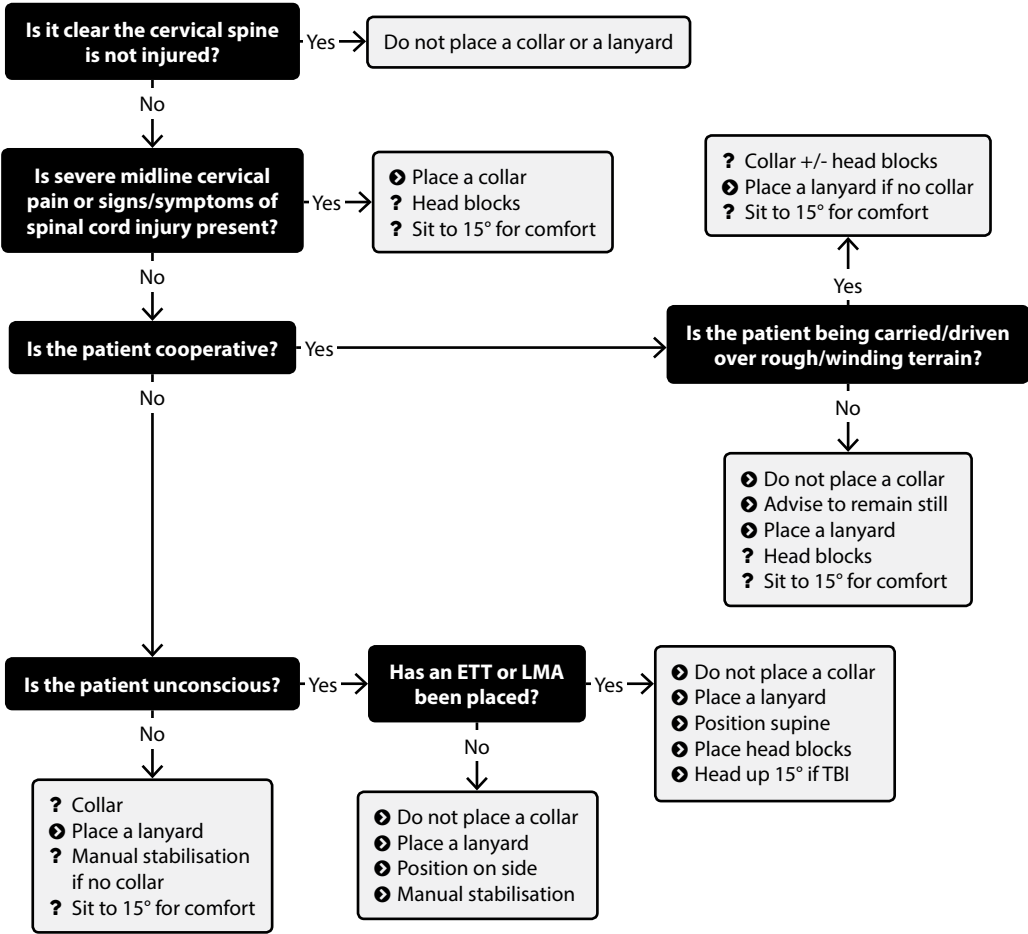 Is it clear the cervical spine
is not injured?
Yes
Do not place a collar or a lanyard
No
Is severe midline cervical
pain or signs/symptoms of
spinal cord injury present?
Yes
Place a collar
? Head blocks
? Sit to 15° for comfort
? Collar +/- head blocks
Place a lanyard if no collar
? Sit to 15° for comfort
Yes
No
Is the patient cooperative?
Yes
Is the patient being carried/driven
over rough/winding terrain?
No
No
Do not place a collar
Advise to remain still
Place a lanyard
? Head blocks
? Sit to 15° for comfort
Is the patient unconscious?
Yes
Has an ETT or LMA
been placed?
Yes
Do not place a collar
Place a lanyard
Position supine
Place head blocks
Head up 15° if TBI
No
? Collar
Place a lanyard
? Manual stabilisation
if no collar
? Sit to 15° for comfort
No
Do not place a collar
Place a lanyard
Position on side
Manual stabilisation